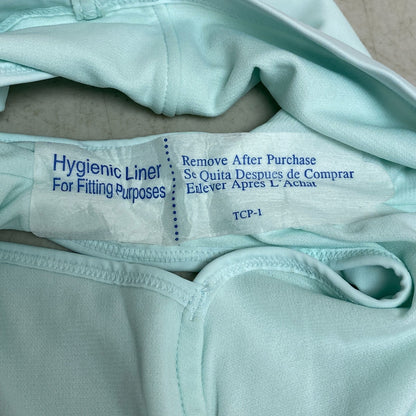 Hygienic Liner
For Fitting Purposes
Remove After Purchase
Se Quita Despues de Comprar
Enlever Apres L'Achat
TCP-1